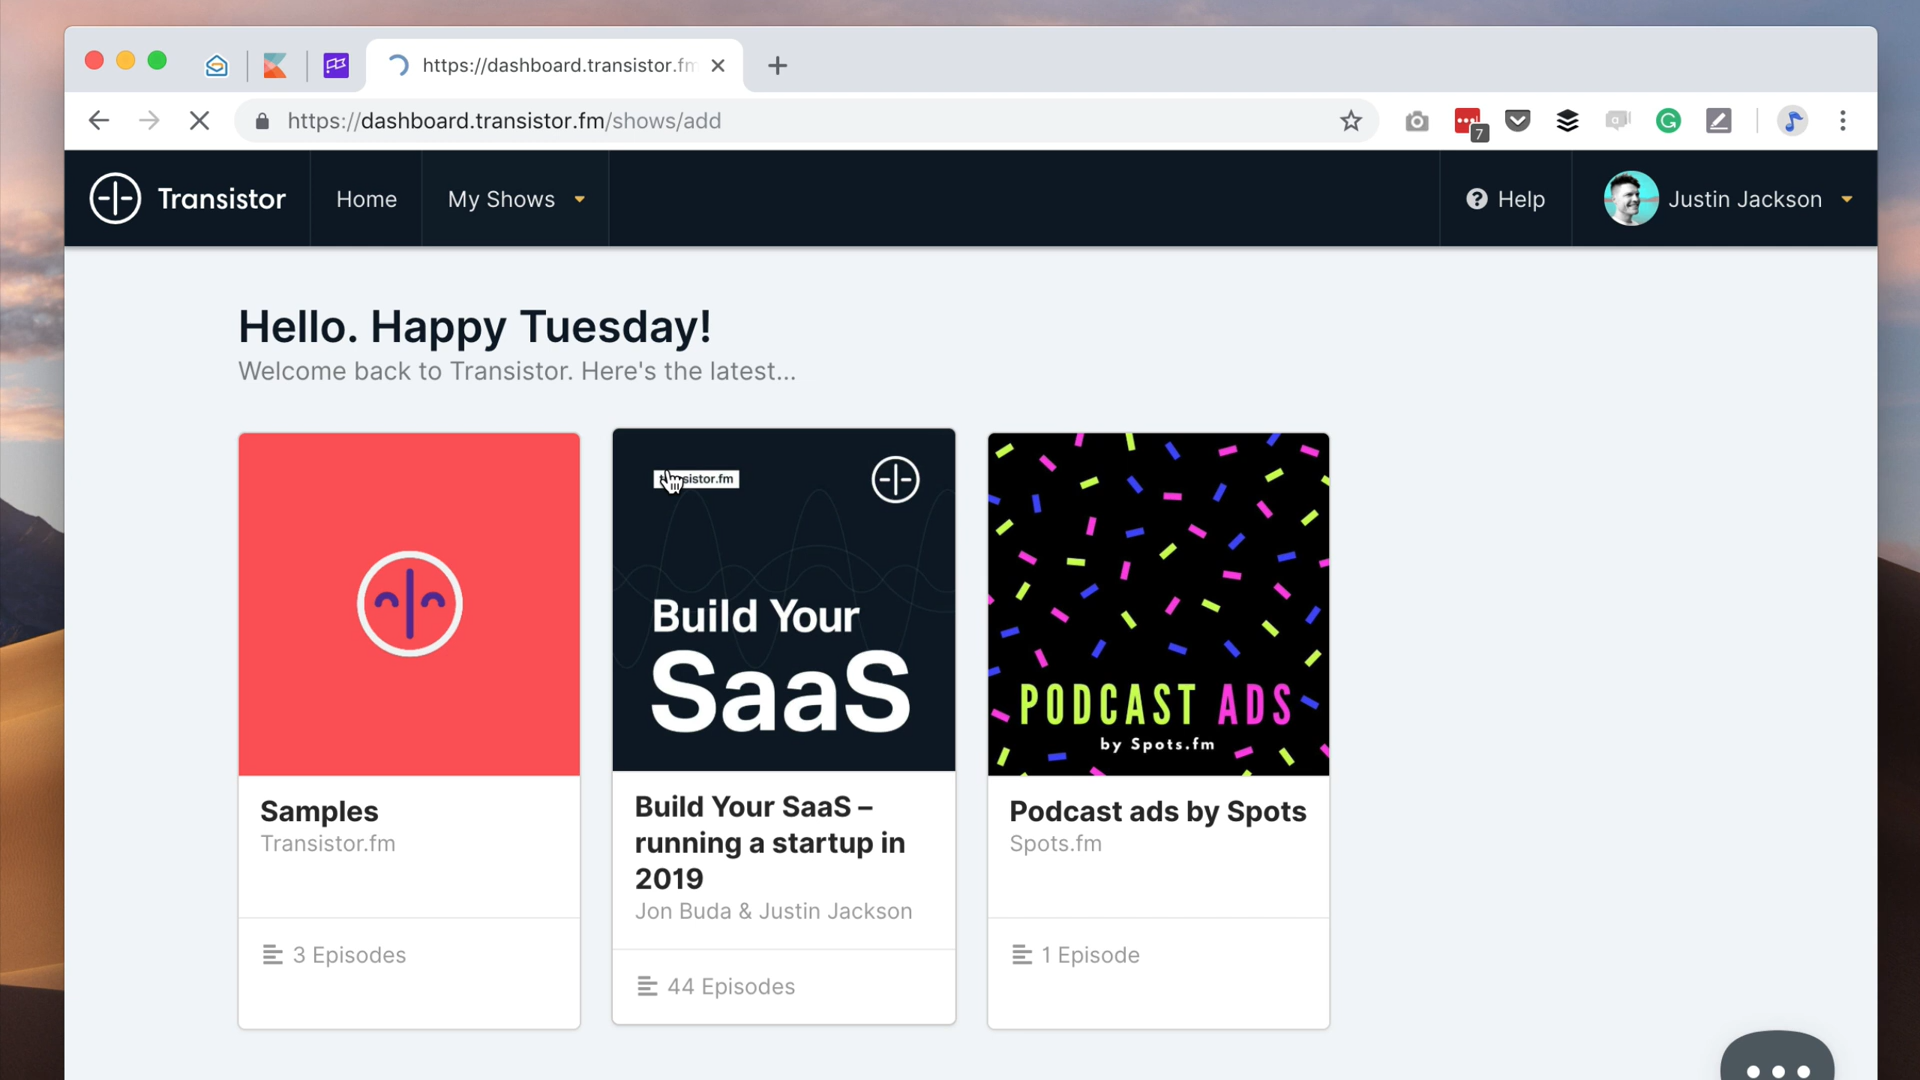 https://dashboard.transistor.fm
https://dashboard.transistor.fm/shows/add
7
Transistor
Home
My Shows
Help
Justin Jackson
Hello. Happy Tuesday!
Welcome back to Transistor. Here's the latest...
sistor.fm
Build Your
SaaS
PODCAST ADS
by Spots.fm
Samples
Transistor.fm
3 Episodes
Build Your SaaS –
running a startup in
2019
Jon Buda & Justin Jackson
44 Episodes
Podcast ads by Spots
Spots.fm
1 Episode